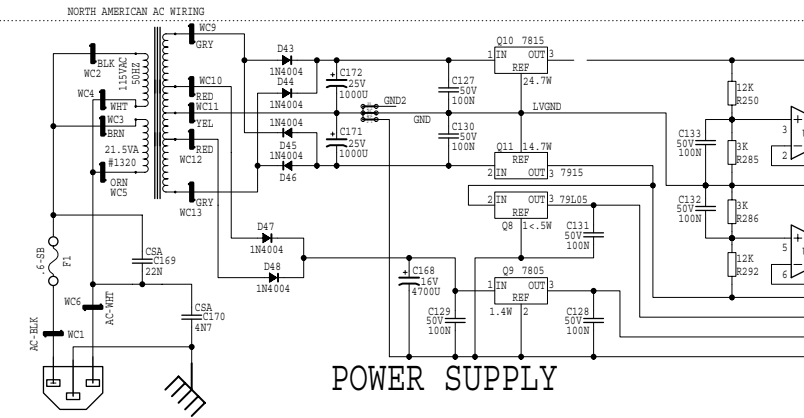 NORTH AMERICAN AC WIRING
WC9
GRY
BLK
WC2
115VAC
50HZ
WC4
WHT
WC3
BRN
21.5VA
#1320
ORN
WC5
WC10
RED
WC11
YEL
RED
WC12
GRY
WC13
D43
1N4004
D44
1N4004
1N4004
D45
D46
1N4004
C172
25V
1000U
C171
25V
1000U
GND2
GND
C127
50V
100N
C130
50V
100N
Q10 7815
1 IN OUT 3
REF
24.7W
LVGND
Q11 14.7W
REF
2 IN OUT 3 7915
2 IN OUT 3 79L05
REF
Q8 1<.5W
C131
50V
100N
12K
R250
C133
50V
100N
3K
R285
C132
50V
100N
3K
R286
12K
R292
3
2
5
6
D47
1N4004
D48
1N4004
C168
16V
4700U
C129
50V
100N
Q9 7805
1 IN OUT 3
REF
1.4W 2
C128
50V
100N
.6-SB
F1
CSA
C169
22N
WC6
AC-WHT
CSA
C170
4N7
AC-BLK
WC1
POWER SUPPLY